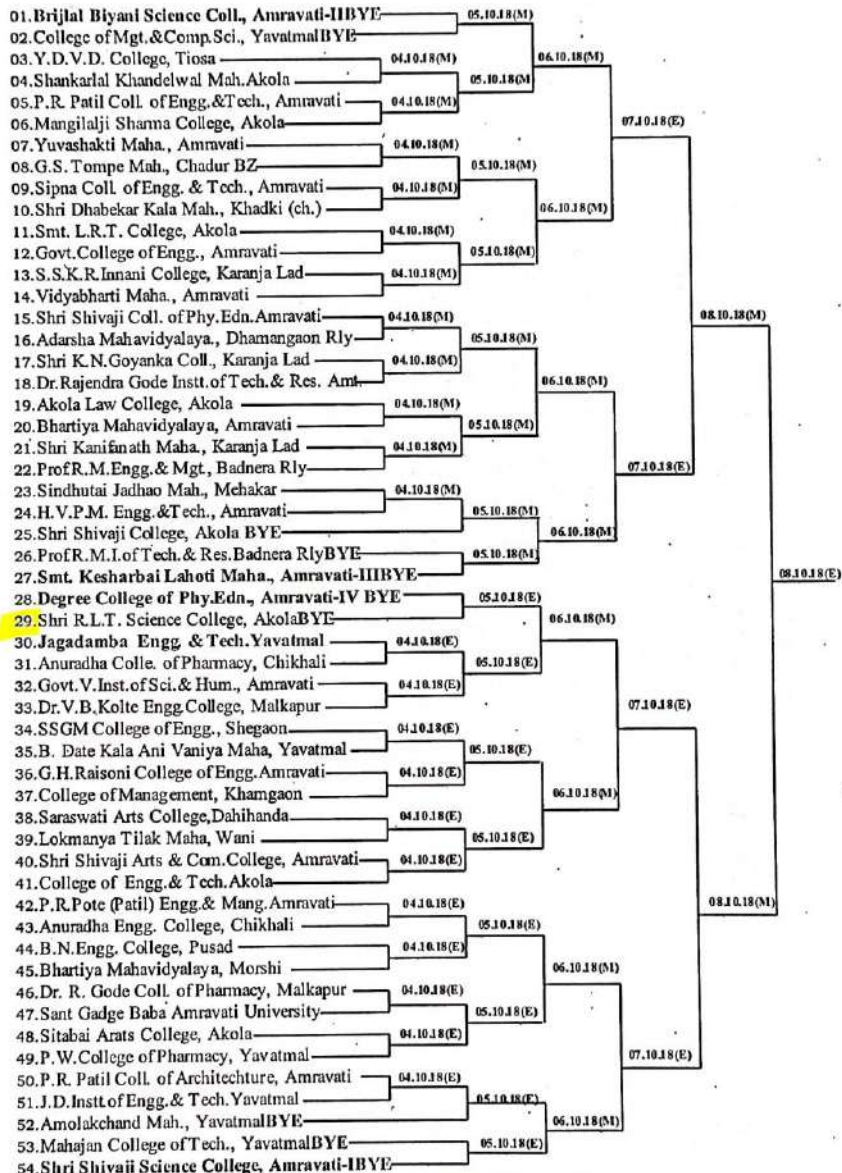 01.Brijlal Biyani Science Coll., Amravati-IIBYE 05.10.18(M)
02.College of Mgt.&Comp.Sci., YavatmalBYE
03.Y.D.V.D. College, Tiosa 04.10.18(M) 06.10.18(M)
04.Shankarlal Khandelwal Mah.Akola 05.10.18(M)
05.P.R. Patil Coll. of Engg.&Tech., Amravati 04.10.18(M)
06.Mangilalji Sharma College, Akola 07.10.18(E)
07.Yuvashakti Maha., Amravati 04.10.18(M)
08.G.S. Tompe Mah., Chadur BZ 05.10.18(M)
09.Sipna Coll. of Engg. & Tech., Amravati 04.10.18(M)
10.Shri Dhabekar Kala Mah., Khadki (ch.) 06.10.18(M)
11.Smt. L.R.T. College, Akola 04.10.18(M)
12.Govt.College of Engg., Amravati 05.10.18(M)
13.S.S.K.R.Innani College, Karanja Lad 04.10.18(M)
14.Vidyabharti Maha., Amravati
15.Shri Shivaji Coll. of Phy.Edn.Amravati 04.10.18(M) 08.10.18(M)
16.Adarsha Mahavidyalaya., Dhamangaon Rly 05.10.18(M)
17.Shri K.N.Goyanka Coll., Karanja Lad 04.10.18(M)
18.Dr.Rajendra Gode Instt.of Tech.& Res. Amt. 06.10.18(M)
19.Akola Law College, Akola 04.10.18(M)
20.Bhartiya Mahavidyalaya, Amravati 05.10.18(M)
21.Shri Kanifanath Maha., Karanja Lad 04.10.18(M)
22.Prof.R.M.Engg.& Mgt., Badnera Rly 07.10.18(E)
23.Sindhutai Jadhao Mah., Mehakar 04.10.18(M)
24.H.V.P.M. Engg.&Tech., Amravati 05.10.18(M)
25.Shri Shivaji College, Akola BYE 06.10.18(M)
26.Prof.R.M.I.of Tech.& Res.Badnera RlyBYE 05.10.18(M)
27.Smt. Kesharbai Lahoti Maha., Amravati-IIIBYE 08.10.18(E)
28.Degree College of Phy.Edn., Amravati-IV BYE 05.10.18(E)
29.Shri R.L.T. Science College, AkolaBYE 06.10.18(M)
30.Jagadamba Engg. & Tech.Yavatmal 04.10.18(E)
31.Anuradha Colle. of Pharmacy, Chikhali 05.10.18(E)
32.Govt.V.Inst.of Sci.& Hum., Amravati 04.10.18(E)
33.Dr.V.B.Kolte Engg.College, Malkapur 07.10.18(E)
34.SSGM College of Engg., Shegaon 04.10.18(E)
35.B. Date Kala Ani Vaniya Maha, Yavatmal 05.10.18(E)
36.G.H.Raisoni College of Engg.Amravati 04.10.18(E)
37.College of Management, Khamgaon 06.10.18(M)
38.Saraswati Arts College,Dahihanda 04.10.18(E)
39.Lokmanya Tilak Maha, Wani 05.10.18(E)
40.Shri Shivaji Arts & Com.College, Amravati 04.10.18(E)
41.College of Engg.& Tech.Akola
42.P.R.Pote (Patil) Engg.& Mang.Amravati 04.10.18(E) 08.10.18(M)
43.Anuradha Engg. College, Chikhali 05.10.18(E)
44.B.N.Engg. College, Pusad 04.10.18(E)
45.Bhartiya Mahavidyalaya, Morshi 06.10.18(M)
46.Dr. R. Gode Coll. of Pharmacy, Malkapur 04.10.18(E)
47.Sant Gadge Baba Amravati University 05.10.18(E)
48.Sitabai Arats College, Akola 04.10.18(E)
49.P.W.College of Pharmacy, Yavatmal 07.10.18(E)
50.P.R. Patil Coll. of Architechture, Amravati 04.10.18(E)
51.J.D.Instt.of Engg.& Tech.Yavatmal 05.10.18(E)
52.Amolakchand Mah., YavatmalBYE 06.10.18(M)
53.Mahajan College of Tech., YavatmalBYE 05.10.18(E)
54.Shri Shivaji Science College, Amravati-IBYE